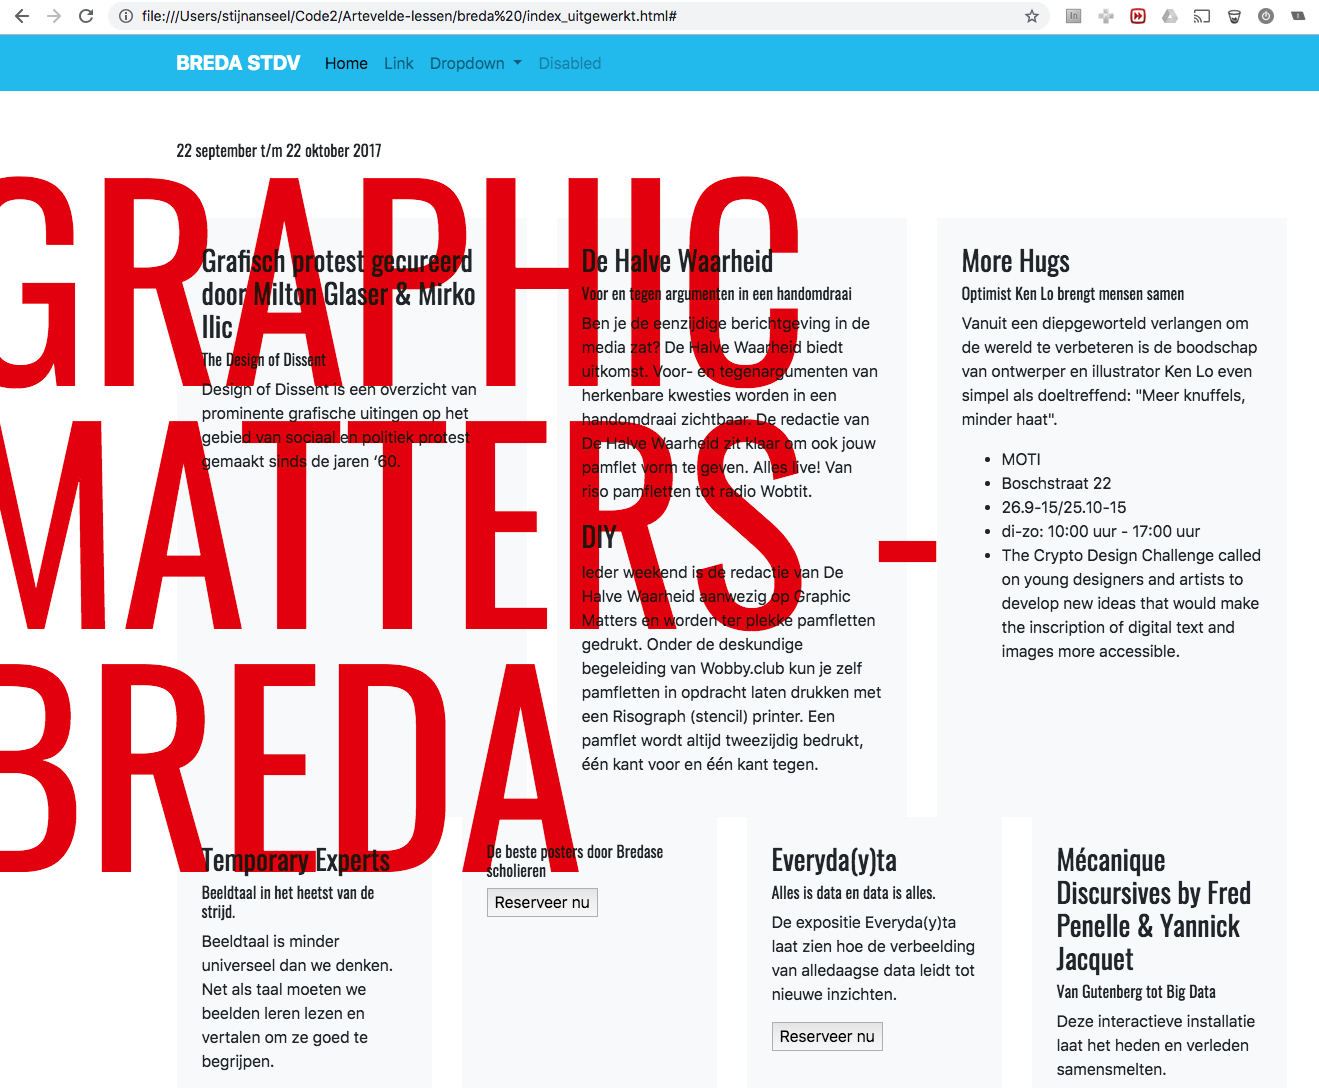 file:///Users/stijnanseel/Code2/Artevelde-lessen/breda%20/index_uitgewerkt.html#
BREDA STDV Home Link Dropdown Disabled
22 september t/m 22 oktober 2017
GRAPHIC
MATTERS -
BREDA
Grafisch protest gecureerd
door Milton Glaser & Mirko
Ilic
The Design of Dissent
Design of Dissent is een overzicht van
prominente grafische uitingen op het
gebied van sociaal en politiek protest
gemaakt sinds de jaren ‘60.
De Halve Waarheid
Voor en tegen argumenten in een handomdraai
Ben je de eenzijdige berichtgeving in de
media zat? De Halve Waarheid biedt
uitkomst. Voor- en tegenargumenten van
herkenbare kwesties worden in een
handomdraai zichtbaar. De redactie van
De Halve Waarheid zit klaar om ook jouw
pamflet vorm te geven. Alles live! Van
riso pamfletten tot radio Wobtit.
DIY
Ieder weekend is de redactie van De
Halve Waarheid aanwezig op Graphic
Matters en worden ter plekke pamfletten
gedrukt. Onder de deskundige
begeleiding van Wobby.club kun je zelf
pamfletten in opdracht laten drukken met
een Risograph (stencil) printer. Een
pamflet wordt altijd tweezijdig bedrukt,
één kant voor en één kant tegen.
More Hugs
Optimist Ken Lo brengt mensen samen
Vanuit een diepgeworteld verlangen om
de wereld te verbeteren is de boodschap
van ontwerper en illustrator Ken Lo even
simpel als doeltreffend: "Meer knuffels,
minder haat".
• MOTI
• Boschstraat 22
• 26.9-15/25.10-15
• di-zo: 10:00 uur - 17:00 uur
• The Crypto Design Challenge called
on young designers and artists to
develop new ideas that would make
the inscription of digital text and
images more accessible.
Temporary Experts
Beeldtaal in het heetst van de
strijd.
Beeldtaal is minder
universeel dan we denken.
Net als taal moeten we
beelden leren lezen en
vertalen om ze goed te
begrijpen.
De beste posters door Bredase
scholieren
Reserveer nu
Everyda(y)ta
Alles is data en data is alles.
De expositie Everyda(y)ta
laat zien hoe de verbeelding
van alledaagse data leidt tot
nieuwe inzichten.
Reserveer nu
Mécanique
Discursives by Fred
Penelle & Yannick
Jacquet
Van Gutenberg tot Big Data
Deze interactieve installatie
laat het heden en verleden
samensmelten.